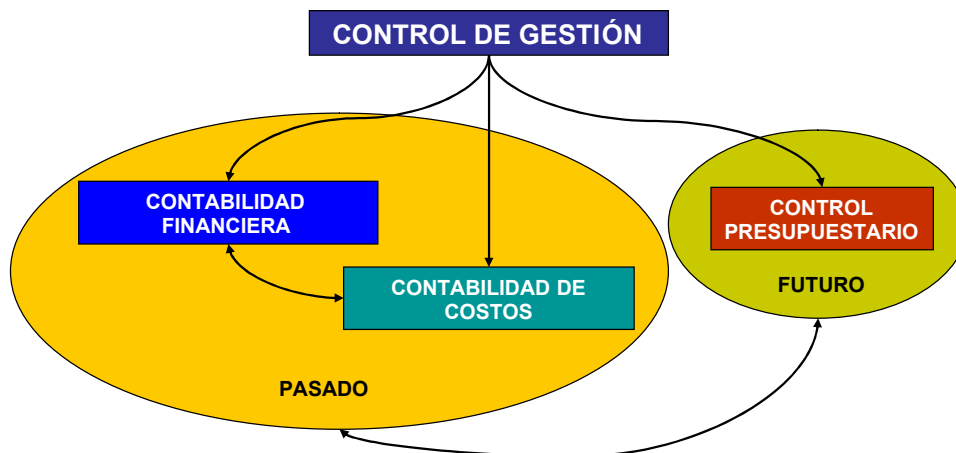 CONTROL DE GESTIÓN
CONTABILIDAD
FINANCIERA
CONTROL
PRESUPUESTARIO
CONTABILIDAD DE
COSTOS
FUTURO
PASADO